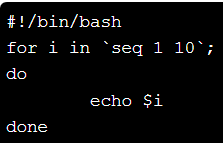 #!/bin/bash
for i in `seq 1 10`;
do
        echo $i
done